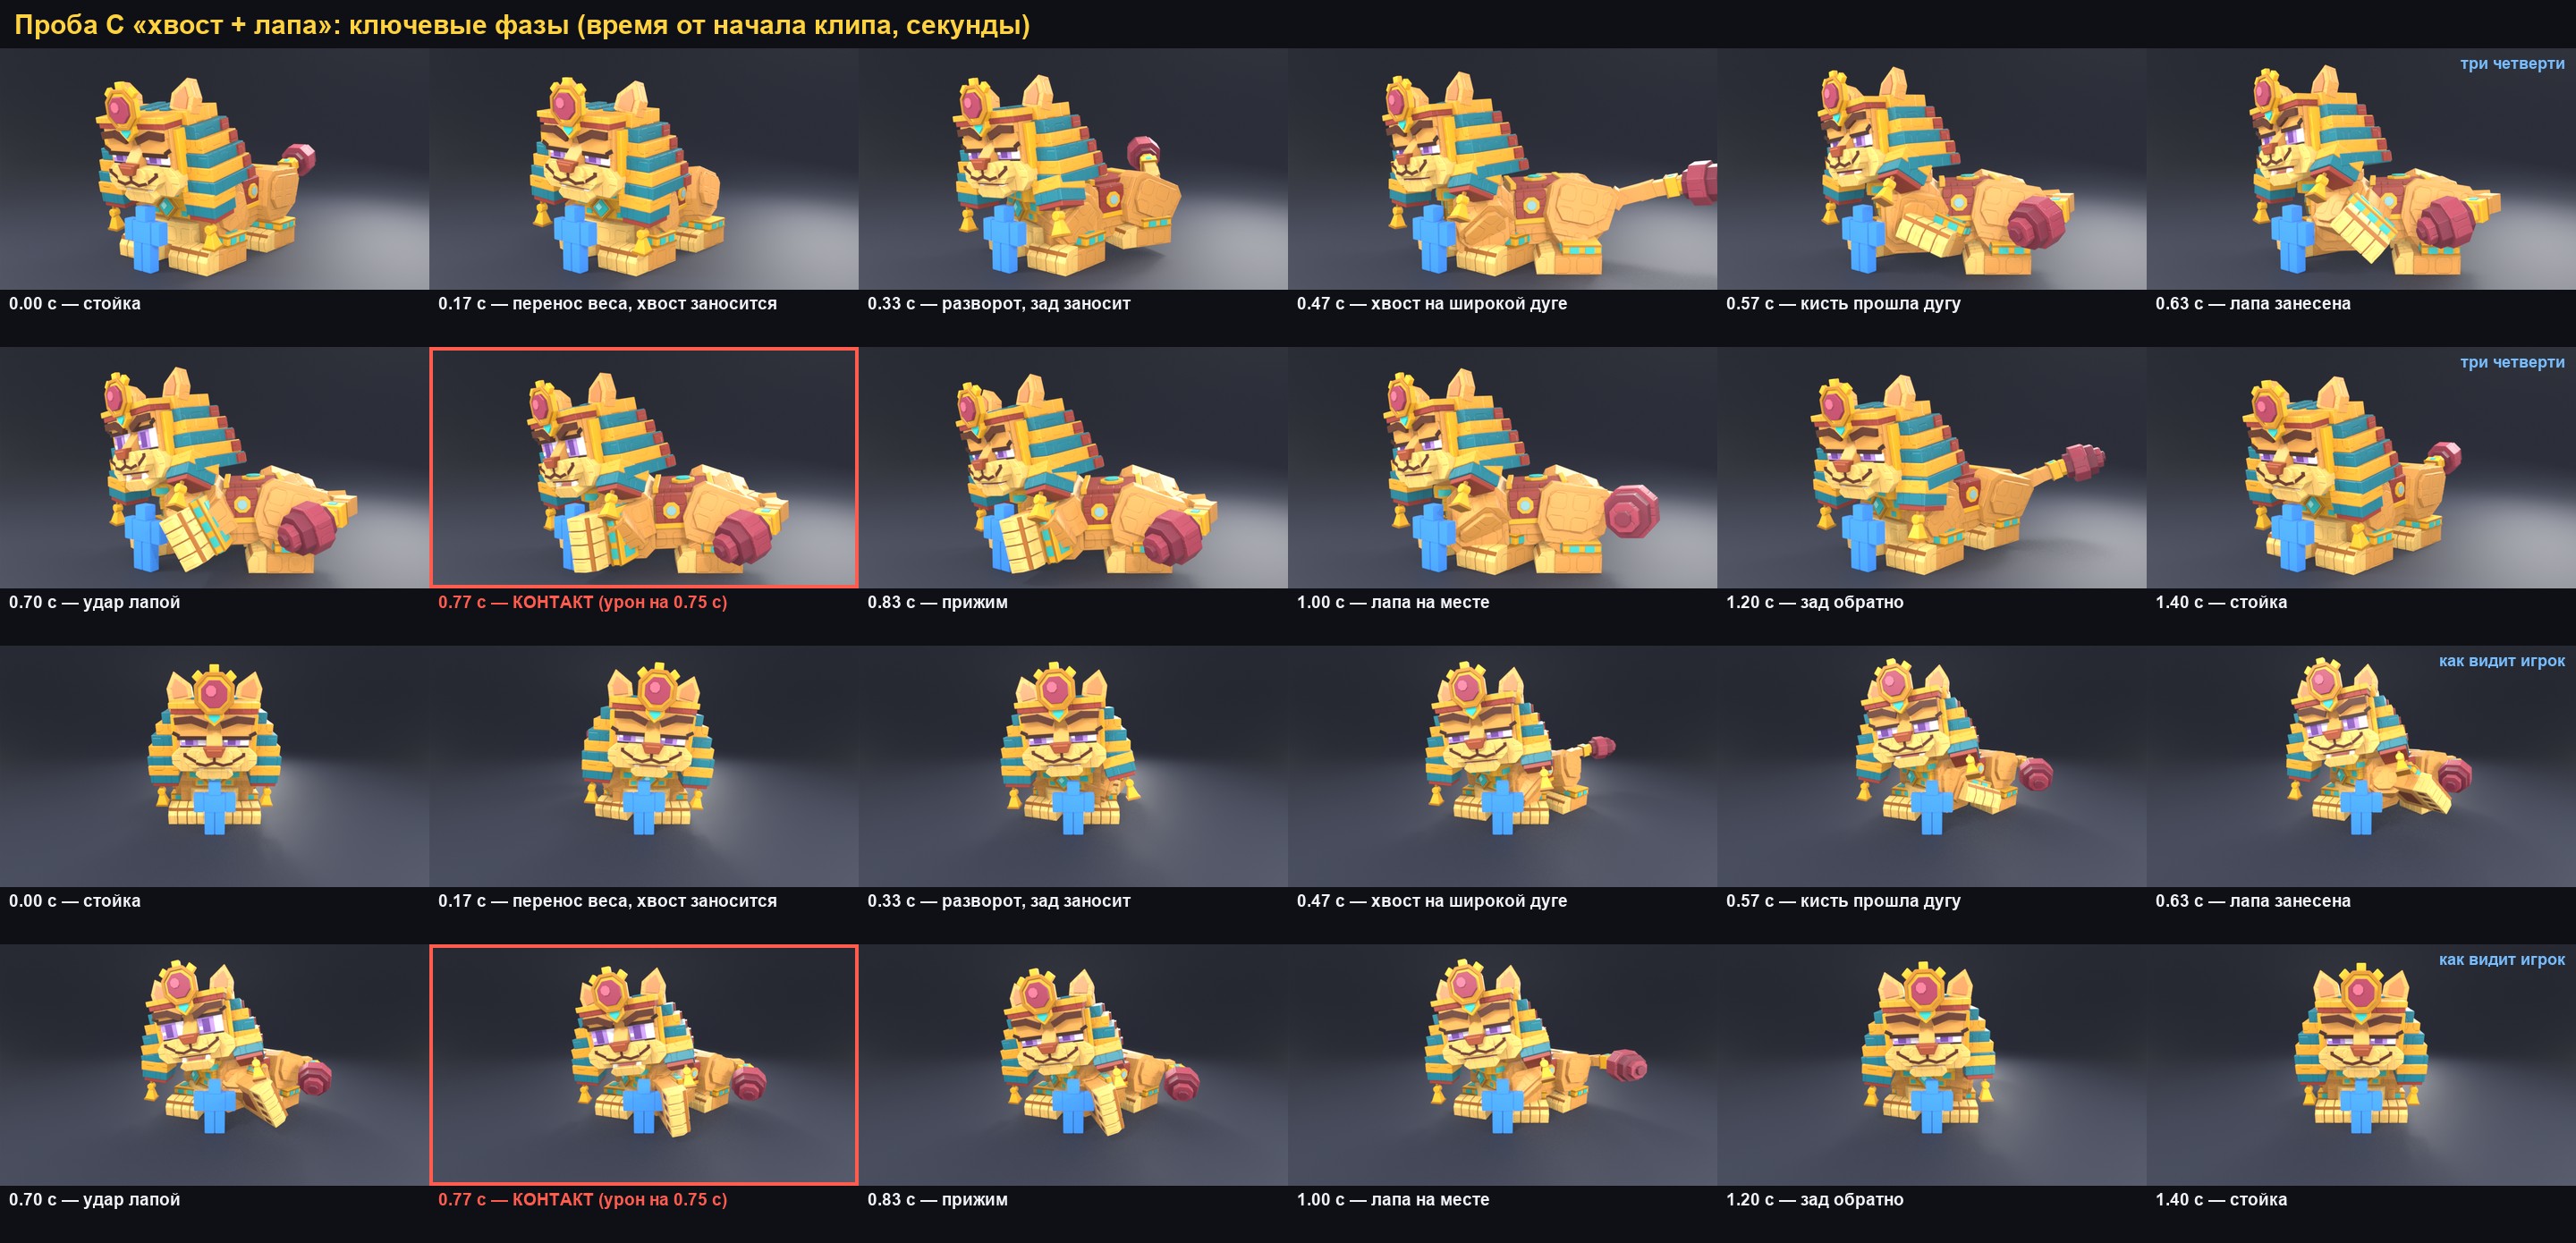 Проба C «хвост + лапа»: ключевые фазы (время от начала клипа, секунды)
три четверти
0.00 с — стойка
0.17 с — перенос веса, хвост заносится
0.33 с — разворот, зад заносит
0.47 с — хвост на широкой дуге
0.57 с — кисть прошла дугу
0.63 с — лапа занесена
три четверти
0.70 с — удар лапой
0.77 с — КОНТАКТ (урон на 0.75 с)
0.83 с — прижим
1.00 с — лапа на месте
1.20 с — зад обратно
1.40 с — стойка
как видит игрок
0.00 с — стойка
0.17 с — перенос веса, хвост заносится
0.33 с — разворот, зад заносит
0.47 с — хвост на широкой дуге
0.57 с — кисть прошла дугу
0.63 с — лапа занесена
как видит игрок
0.70 с — удар лапой
0.77 с — КОНТАКТ (урон на 0.75 с)
0.83 с — прижим
1.00 с — лапа на месте
1.20 с — зад обратно
1.40 с — стойка